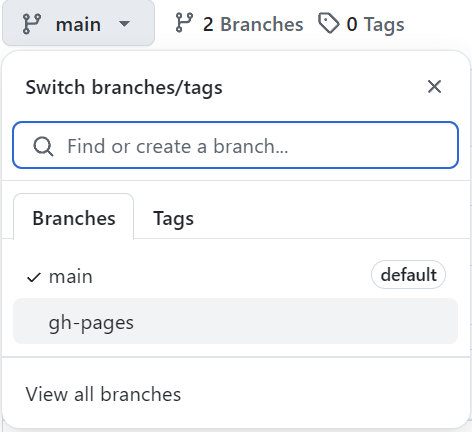 main 2 Branches 0 Tags
Switch branches/tags
Find or create a branch...
Branches Tags
main default
gh-pages
View all branches